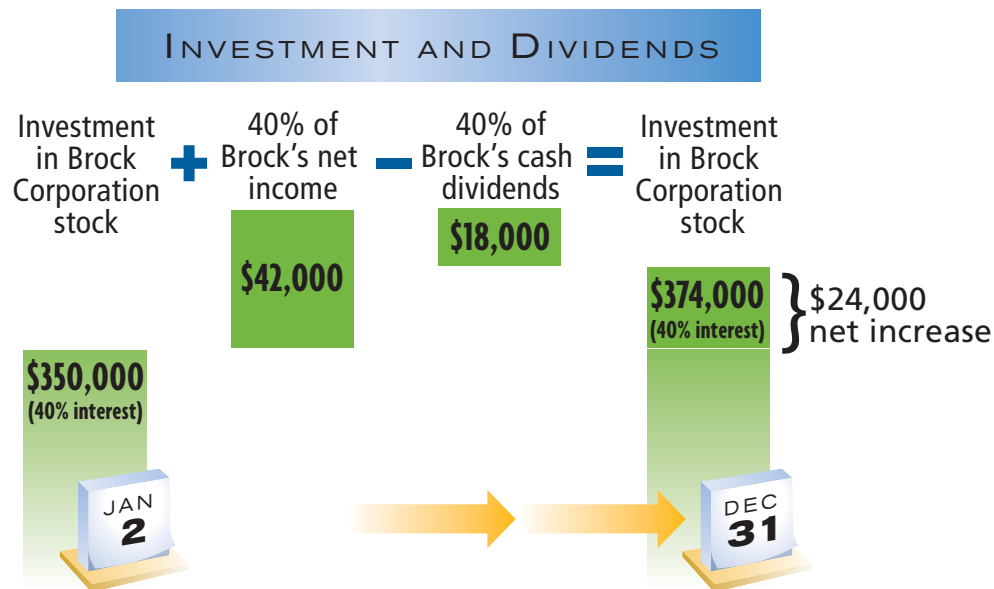 INVESTMENT AND DIVIDENDS
Investment
in Brock
Corporation
stock
+
40% of
Brock's net
income
−
40% of
Brock's cash
dividends
=
Investment
in Brock
Corporation
stock
$42,000
$18,000
$374,000
(40% interest)
}
$24,000
net increase
$350,000
(40% interest)
JAN
2
DEC
31